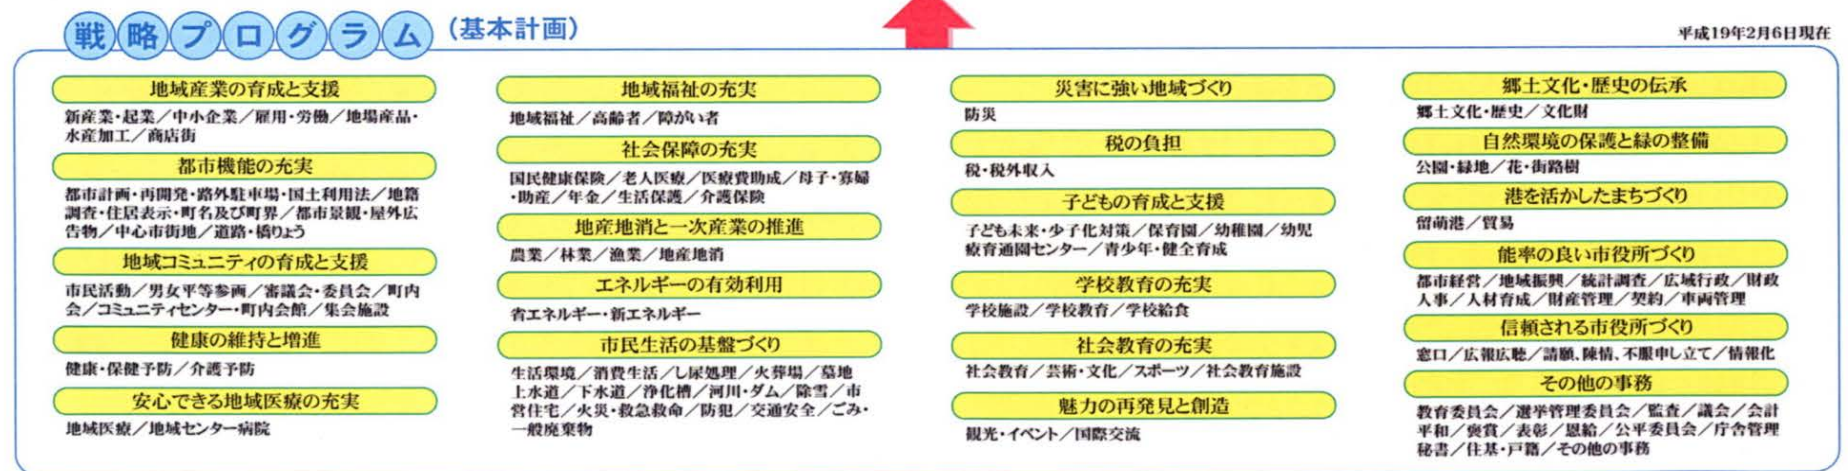 戦略プログラム(基本計画)
平成19年2月6日現在
地域産業の育成と支援
新産業・起業/中小企業/雇用・労働/地場産品・
水産加工/商店街
都市機能の充実
都市計画・再開発・路外駐車場・国土利用法/地籍
調査・住居表示・町名及び町界/都市景観・屋外広
告物/中心市街地/道路・橋りょう
地域コミュニティの育成と支援
市民活動/男女平等参画/審議会・委員会/町内
会/コミュニティセンター・町内会館/集会施設
健康の維持と増進
健康・保健予防/介護予防
安心できる地域医療の充実
地域医療/地域センター病院
地域福祉の充実
地域福祉/高齢者/障がい者
社会保障の充実
国民健康保険/老人医療/医療費助成/母子・寡婦
・助産/年金/生活保護/介護保険
地産地消と一次産業の推進
農業/林業/漁業/地産地消
エネルギーの有効利用
省エネルギー・新エネルギー
市民生活の基盤づくり
生活環境/消費生活/し尿処理/火葬場/墓地
上水道/下水道/浄化槽/河川・ダム/除雪/市
営住宅/火災・救急救命/防犯/交通安全/ごみ・
一般廃棄物
災害に強い地域づくり
防災
税の負担
税・税外収入
子どもの育成と支援
子ども未来・少子化対策/保育園/幼稚園/幼児
療育通園センター/青少年・健全育成
学校教育の充実
学校施設/学校教育/学校給食
社会教育の充実
社会教育/芸術・文化/スポーツ/社会教育施設
魅力の再発見と創造
観光・イベント/国際交流
郷土文化・歴史の伝承
郷土文化・歴史/文化財
自然環境の保護と緑の整備
公園・緑地/花・街路樹
港を活かしたまちづくり
留萌港/貿易
能率の良い市役所づくり
都市経営/地域振興/統計調査/広域行政/財政
人事/人材育成/財産管理/契約/車両管理
信頼される市役所づくり
窓口/広報広聴/請願、陳情、不服申し立て/情報化
その他の事務
教育委員会/選挙管理委員会/監査/議会/会計
平和/褒賞/表彰/恩給/公平委員会/庁舎管理
秘書/住基・戸籍/その他の事務